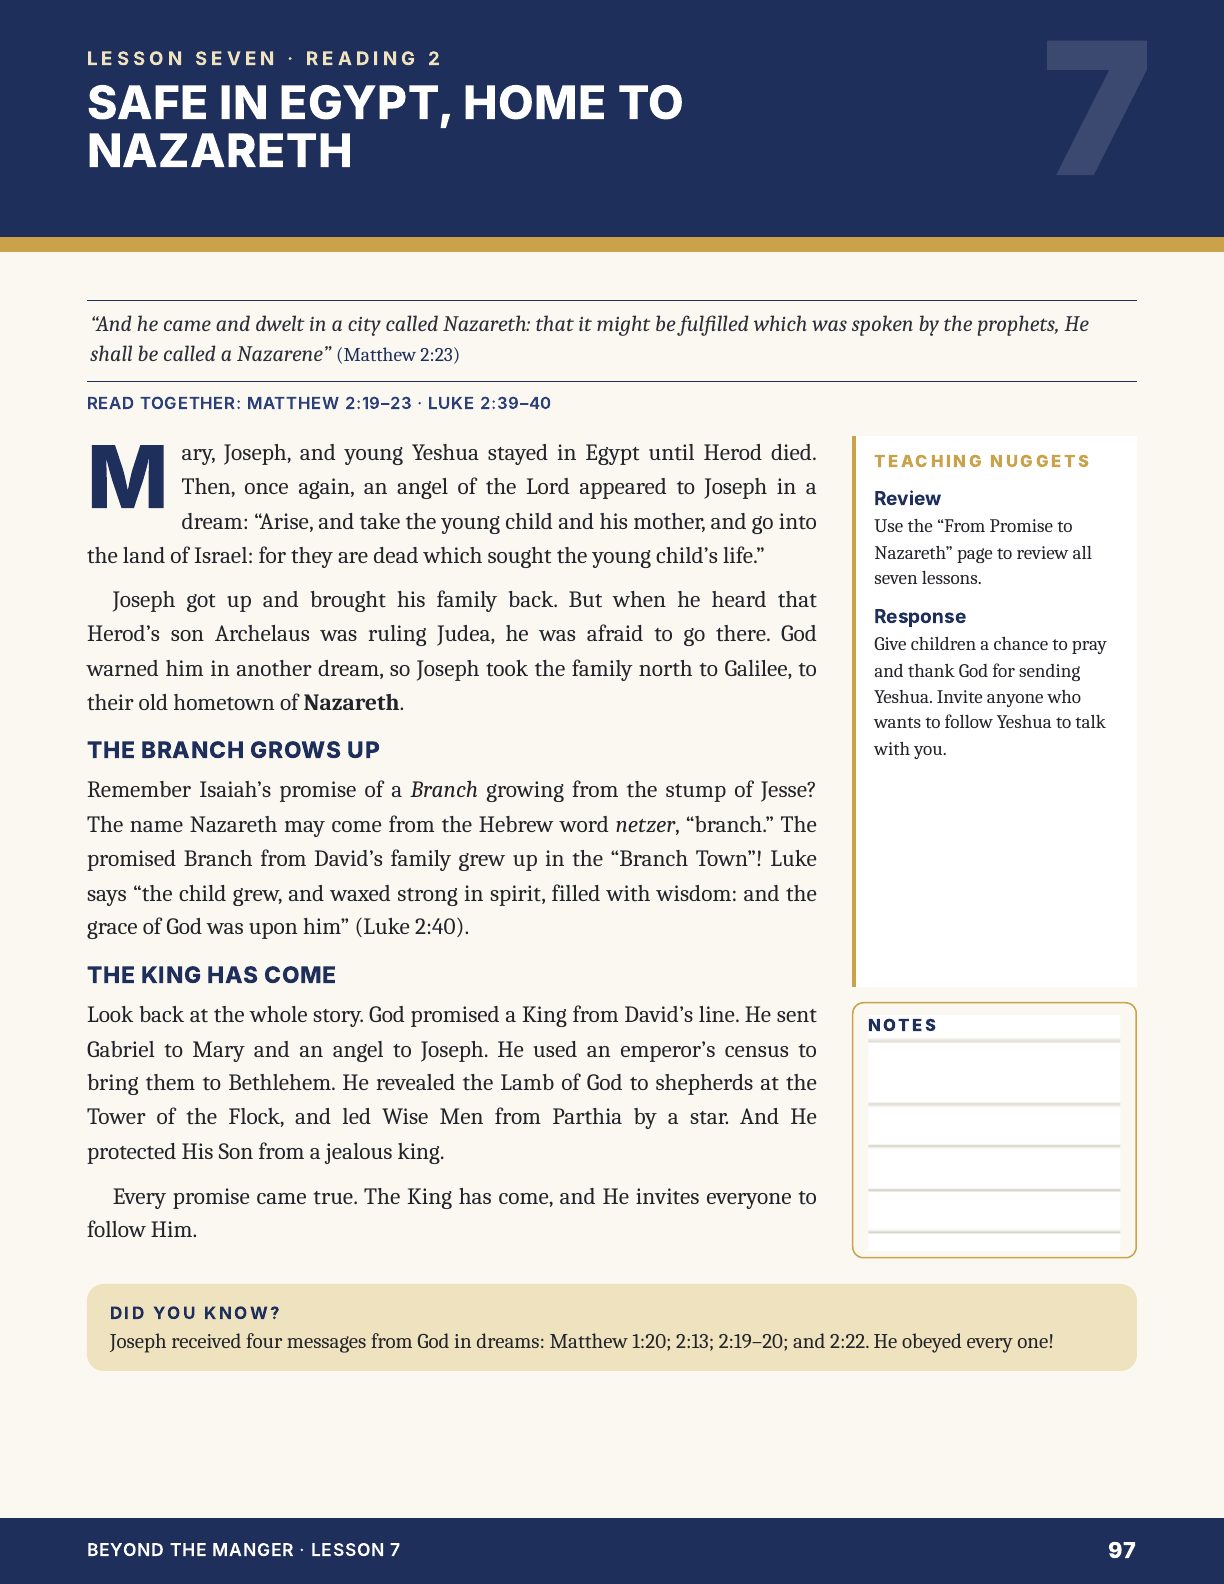 LESSON SEVEN · READING 2
7
SAFE IN EGYPT, HOME TO
NAZARETH
“And he came and dwelt in a city called Nazareth: that it might be fulfilled which was spoken by the prophets, He
shall be called a Nazarene” (Matthew 2:23)
READ TOGETHER: MATTHEW 2:19–23 · LUKE 2:39–40
Mary, Joseph, and young Yeshua stayed in Egypt until Herod died.
Then, once again, an angel of the Lord appeared to Joseph in a
dream: “Arise, and take the young child and his mother, and go into
the land of Israel: for they are dead which sought the young child’s life.”
Joseph got up and brought his family back. But when he heard that
Herod’s son Archelaus was ruling Judea, he was afraid to go there. God
warned him in another dream, so Joseph took the family north to Galilee, to
their old hometown of Nazareth.
THE BRANCH GROWS UP
Remember Isaiah’s promise of a Branch growing from the stump of Jesse?
The name Nazareth may come from the Hebrew word netzer, “branch.” The
promised Branch from David’s family grew up in the “Branch Town”! Luke
says “the child grew, and waxed strong in spirit, filled with wisdom: and the
grace of God was upon him” (Luke 2:40).
THE KING HAS COME
Look back at the whole story. God promised a King from David’s line. He sent
Gabriel to Mary and an angel to Joseph. He used an emperor’s census to
bring them to Bethlehem. He revealed the Lamb of God to shepherds at the
Tower of the Flock, and led Wise Men from Parthia by a star. And He
protected His Son from a jealous king.
Every promise came true. The King has come, and He invites everyone to
follow Him.
TEACHING NUGGETS
Review
Use the “From Promise to
Nazareth” page to review all
seven lessons.
Response
Give children a chance to pray
and thank God for sending
Yeshua. Invite anyone who
wants to follow Yeshua to talk
with you.
NOTES
DID YOU KNOW?
Joseph received four messages from God in dreams: Matthew 1:20; 2:13; 2:19–20; and 2:22. He obeyed every one!
BEYOND THE MANGER · LESSON 7
97